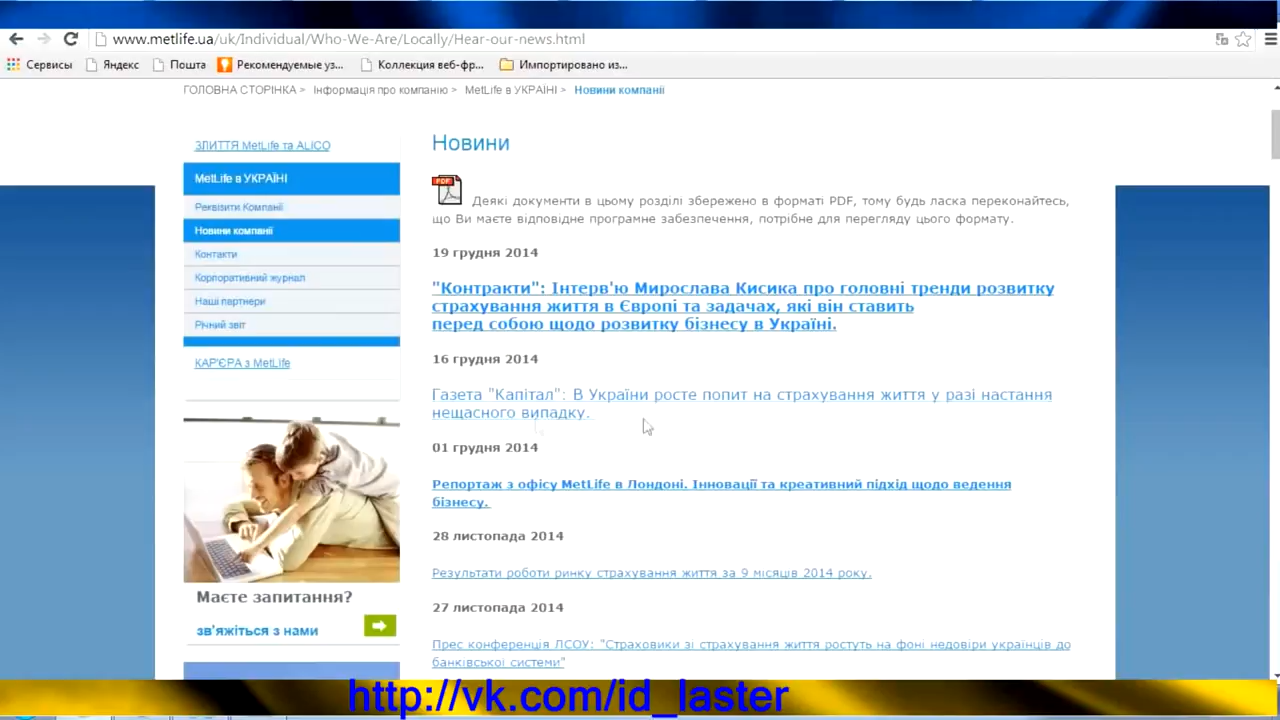 www.metlife.ua/uk/Individual/Who-We-Are/Locally/Hear-our-news.html
Сервисы Яндекс Пошта Рекомендуемые уз... Коллекция веб-фр... Импортировано из...
ГОЛОВНА СТОРІНКА > Інформація про компанію > MetLife в УКРАЇНІ > Новини компанії
ЗЛИТТЯ MetLife та ALICO
MetLife в УКРАЇНІ
Реквізити Компанії
Новини компанії
Контакти
Корпоративний журнал
Наші партнери
Річний звіт
КАР'ЄРА з MetLife
Маєте запитання?
зв'яжіться з нами
Новини
PDF
Деякі документи в цьому розділі збережено в форматі PDF, тому будь ласка переконайтесь,
що Ви маєте відповідне програмне забезпечення, потрібне для перегляду цього формату.
19 грудня 2014
"Контракти": Інтерв'ю Мирослава Кисика про головні тренди розвитку
страхування життя в Європі та задачах, які він ставить
перед собою щодо розвитку бізнесу в Україні.
16 грудня 2014
Газета "Капітал": В України росте попит на страхування життя у разі настання
нещасного випадку.
01 грудня 2014
Репортаж з офісу MetLife в Лондоні. Інновації та креативний підхід щодо ведення
бізнесу.
28 листопада 2014
Результати роботи ринку страхування життя за 9 місяців 2014 року.
27 листопада 2014
Прес конференція ЛСОУ: "Страховики зі страхування життя ростуть на фоні недовіри українців до
банківської системи"
http://vk.com/id_laster